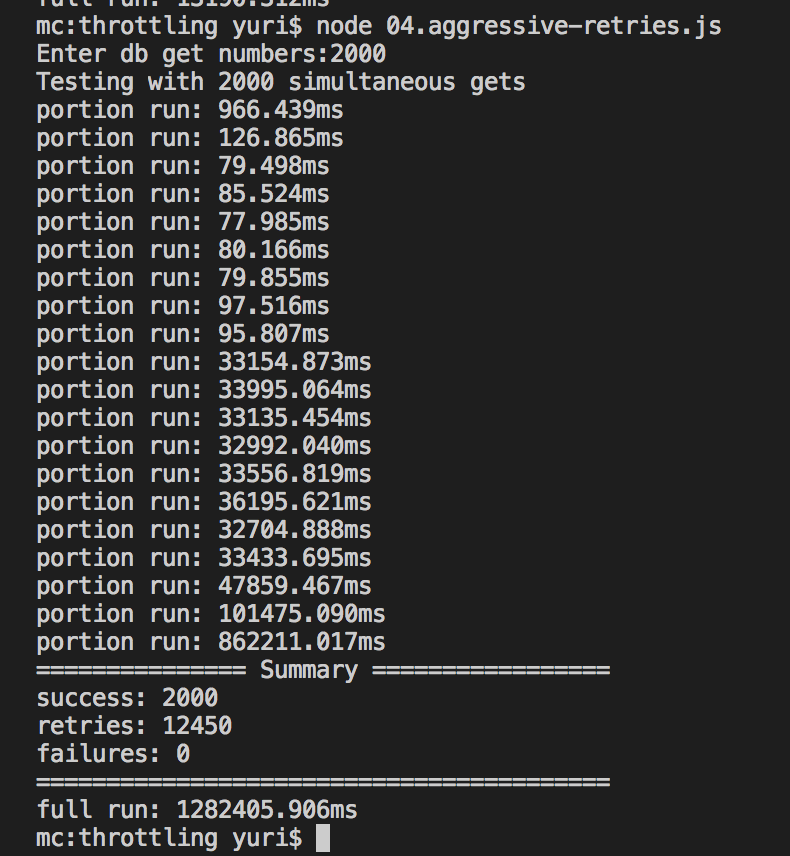 full run: 13190.312ms
mc:throttling yuri$ node 04.aggressive-retries.js
Enter db get numbers:2000
Testing with 2000 simultaneous gets
portion run: 966.439ms
portion run: 126.865ms
portion run: 79.498ms
portion run: 85.524ms
portion run: 77.985ms
portion run: 80.166ms
portion run: 79.855ms
portion run: 97.516ms
portion run: 95.807ms
portion run: 33154.873ms
portion run: 33995.064ms
portion run: 33135.454ms
portion run: 32992.040ms
portion run: 33556.819ms
portion run: 36195.621ms
portion run: 32704.888ms
portion run: 33433.695ms
portion run: 47859.467ms
portion run: 101475.090ms
portion run: 862211.017ms
=============== Summary =================
success: 2000
retries: 12450
failures: 0
=========================================
full run: 1282405.906ms
mc:throttling yuri$